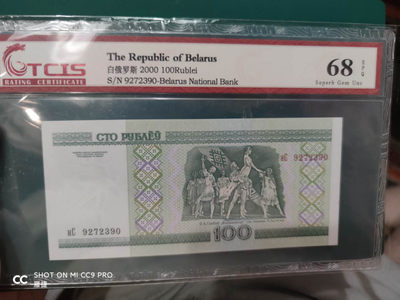 TCIS
RATING CERTIFICATE
The Republic of Belarus
白俄罗斯 2000 100Rublei
S/N 9272390-Belarus National Bank
68
Superb Gem Unc
СТО РУБЛЁЎ
нС 9272390
нС 9272390
100
SHOT ON MI CC9 PRO